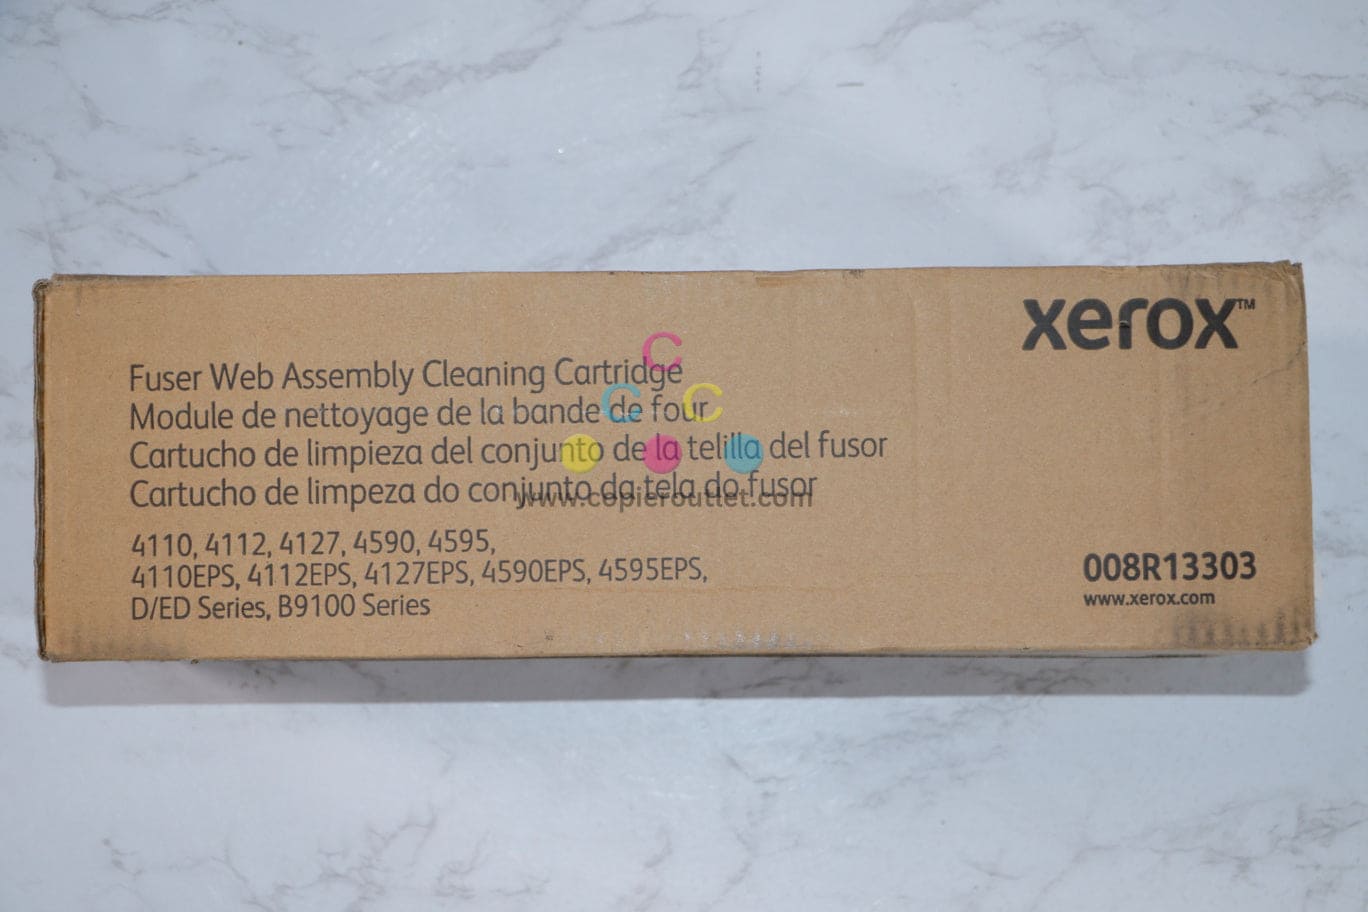 xerox™
Fuser Web Assembly Cleaning Cartridge
Module de nettoyage de la bande de four
Cartucho de limpieza del conjunto de la telilla del fusor
Cartucho de limpeza do conjunto da tela do fusor
www.copieroutlet.com
4110, 4112, 4127, 4590, 4595,
4110EPS, 4112EPS, 4127EPS, 4590EPS, 4595EPS,
D/ED Series, B9100 Series
008R13303
www.xerox.com
C
C C